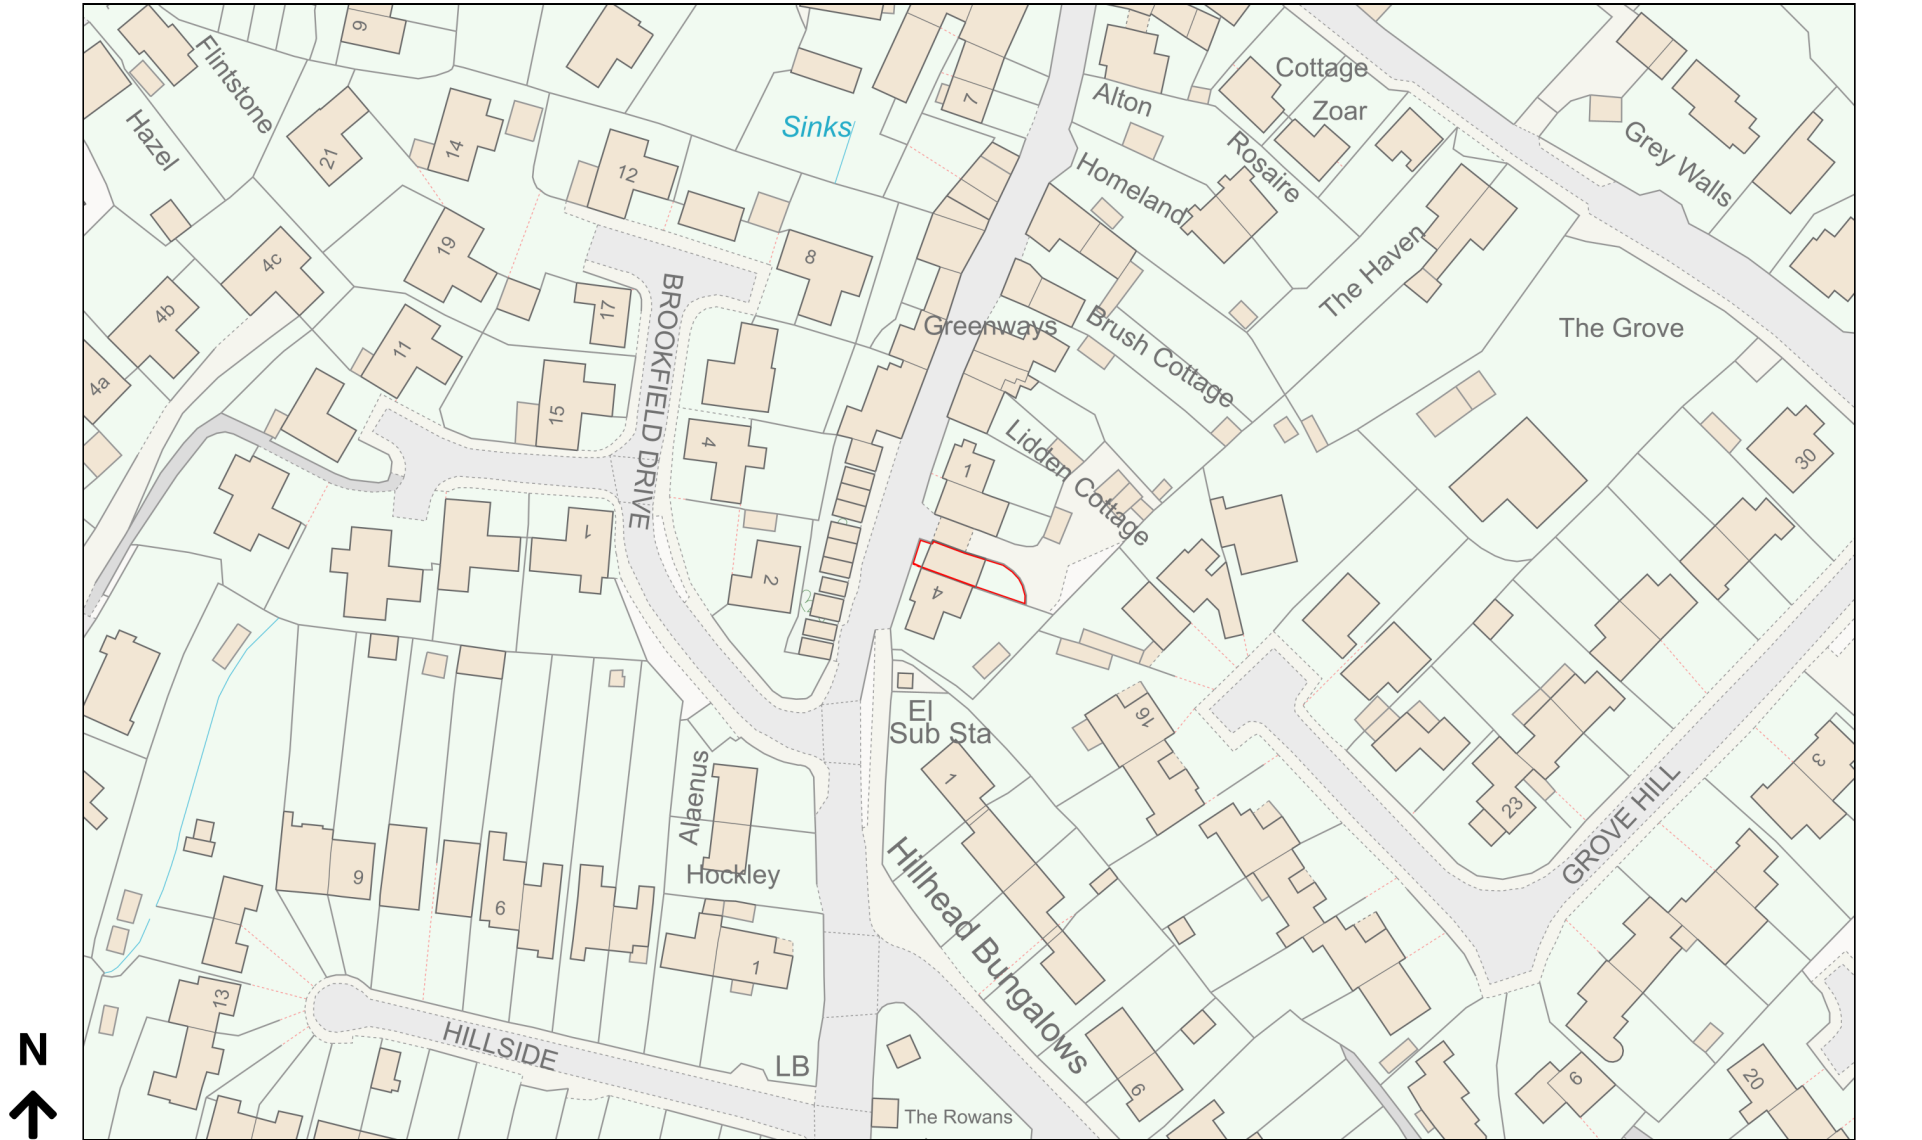 9
Flintstone
Hazel
21
14
12
Sinks
7
Alton
Cottage
Zoar
Rosaire
Homeland
Grey Walls
The Haven
The Grove
4c
4b
4a
19
17
11
15
8
BROOKFIELD DRIVE
4
1
2
Greenways
Brush Cottage
Lidden Cottage
1
4
30
El
Sub Sta
16
1
Alaenus
Hockley
9
6
1
Hillhead Bungalows
23
3
GROVE HILL
13
HILLSIDE
LB
The Rowans
6
6
20
N